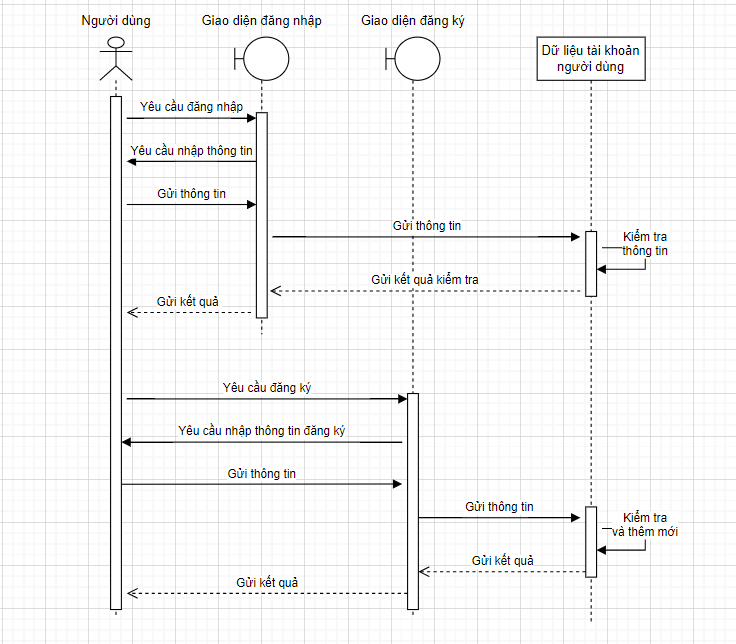 Người dùng
Giao diện đăng nhập
Giao diện đăng ký
Dữ liệu tài khoản
người dùng
Yêu cầu đăng nhập
Yêu cầu nhập thông tin
Gửi thông tin
Gửi thông tin
Kiểm tra
thông tin
Gửi kết quả kiểm tra
Gửi kết quả
Yêu cầu đăng ký
Yêu cầu nhập thông tin đăng ký
Gửi thông tin
Gửi thông tin
Kiểm tra
và thêm mới
Gửi kết quả
Gửi kết quả